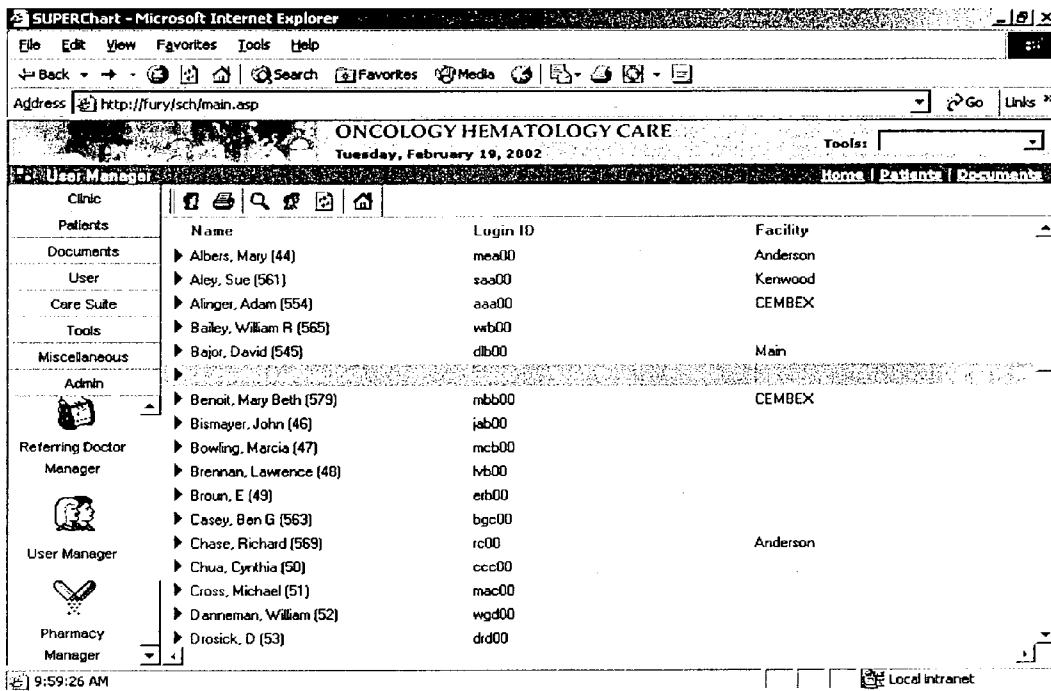 SUPERChart - Microsoft Internet Explorer
File Edit View Favorites Tools Help
Back Search Favorites Media
Address http://fury/sch/main.asp Go Links »
ONCOLOGY HEMATOLOGY CARE
Tuesday, February 19, 2002
Tools:
User Manager Home | Patients | Documents
Clinic
Patients
Documents
User
Care Suite
Tools
Miscellaneous
Admin
Referring Doctor
Manager
User Manager
Pharmacy
Manager
Name Login ID Facility
Albers, Mary (44) mea00 Anderson
Aley, Sue (561) saa00 Kenwood
Alinger, Adam (554) aaa00 CEMBEX
Bailey, William R (565) wrb00
Bajor, David (545) dlb00 Main
Benoit, Mary Beth (579) mbb00 CEMBEX
Bismayer, John (46) jab00
Bowling, Marcia (47) mcb00
Brennan, Lawrence (48) lvb00
Broun, E (49) erb00
Casey, Ben G (563) bgc00
Chase, Richard (569) rc00 Anderson
Chua, Cynthia (50) ccc00
Cross, Michael (51) mac00
Danneman, William (52) wgd00
Drosick, D (53) drd00
9:59:26 AM Local intranet